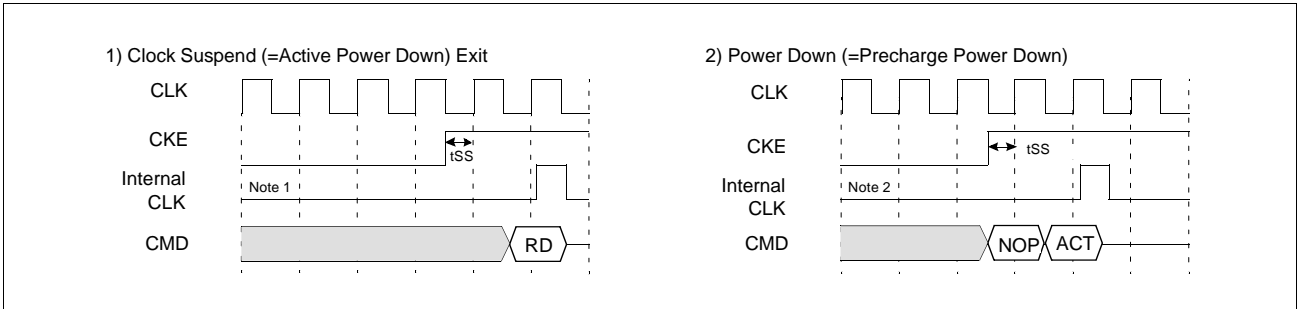 1) Clock Suspend (=Active Power Down) Exit
CLK
CKE
tSS
Internal
CLK
Note 1
CMD
RD
2) Power Down (=Precharge Power Down)
CLK
CKE
tSS
Internal
CLK
Note 2
CMD
NOP
ACT